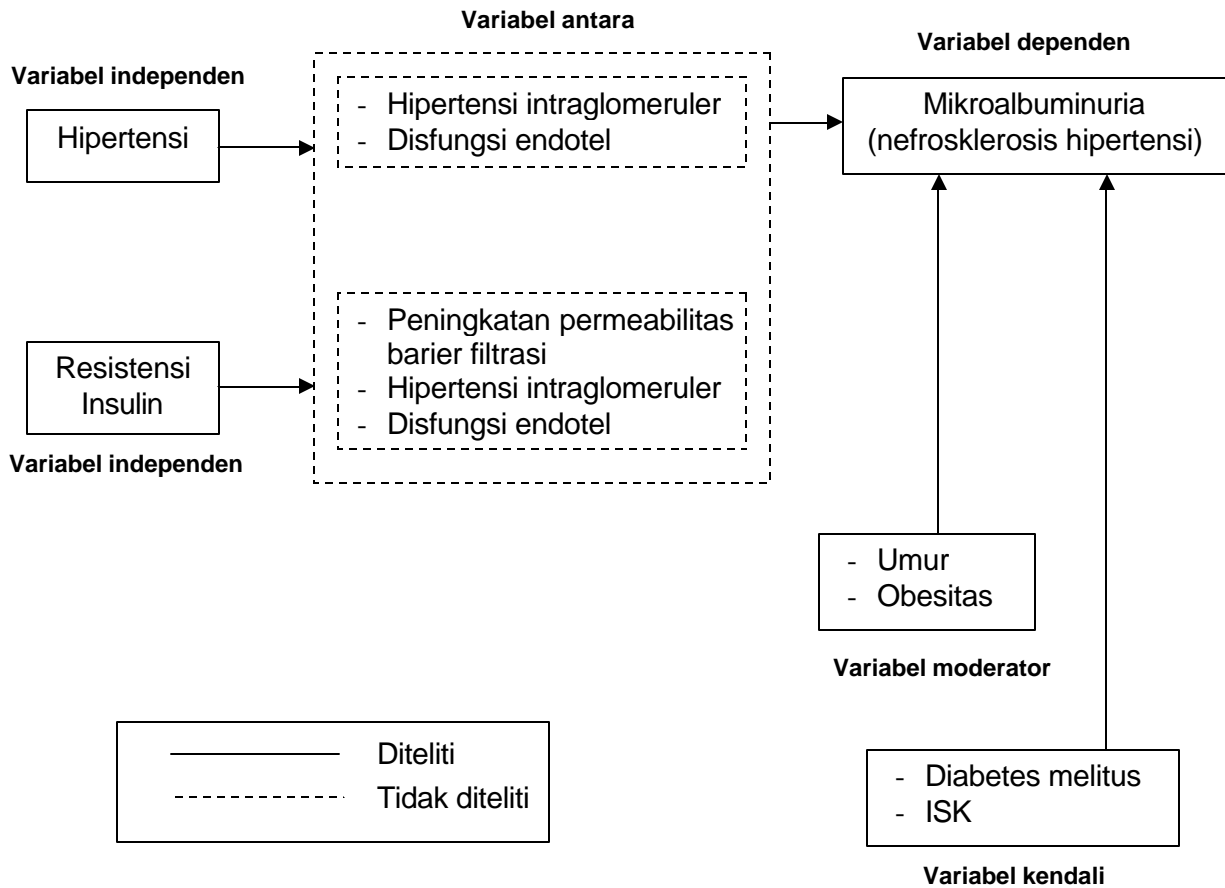 Variabel antara
Variabel dependen
Variabel independen
Hipertensi
- Hipertensi intraglomeruler
- Disfungsi endotel
Mikroalbuminuria
(nefrosklerosis hipertensi)
Resistensi
Insulin
Variabel independen
- Peningkatan permeabilitas
barier filtrasi
- Hipertensi intraglomeruler
- Disfungsi endotel
- Umur
- Obesitas
Variabel moderator
Diteliti
Tidak diteliti
- Diabetes melitus
- ISK
Variabel kendali